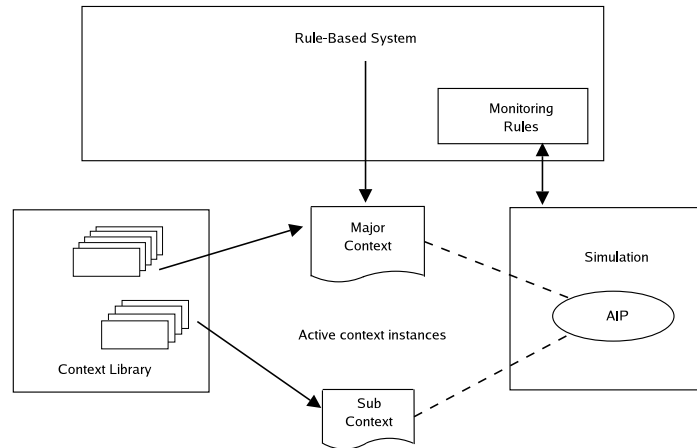 Rule-Based System
Monitoring
Rules
Major
Context
Simulation
AIP
Active context instances
Context Library
Sub
Context